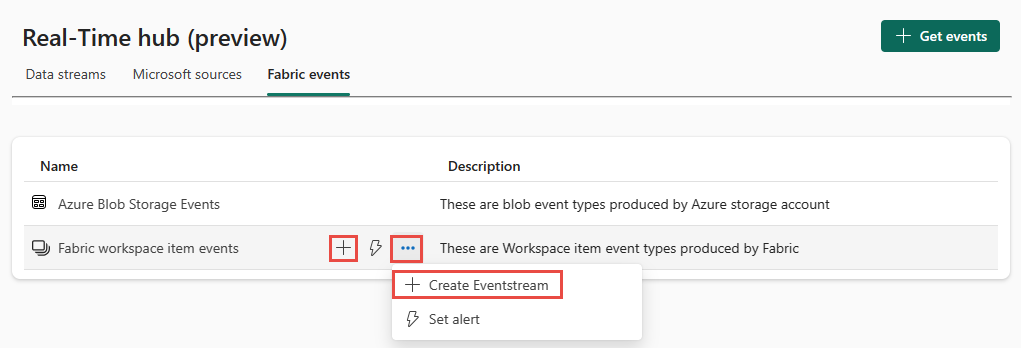 Real-Time hub (preview)
Get events
Data streams Microsoft sources Fabric events
Name Description
Azure Blob Storage Events These are blob event types produced by Azure storage account
Fabric workspace item events These are Workspace item event types produced by Fabric
Create Eventstream
Set alert